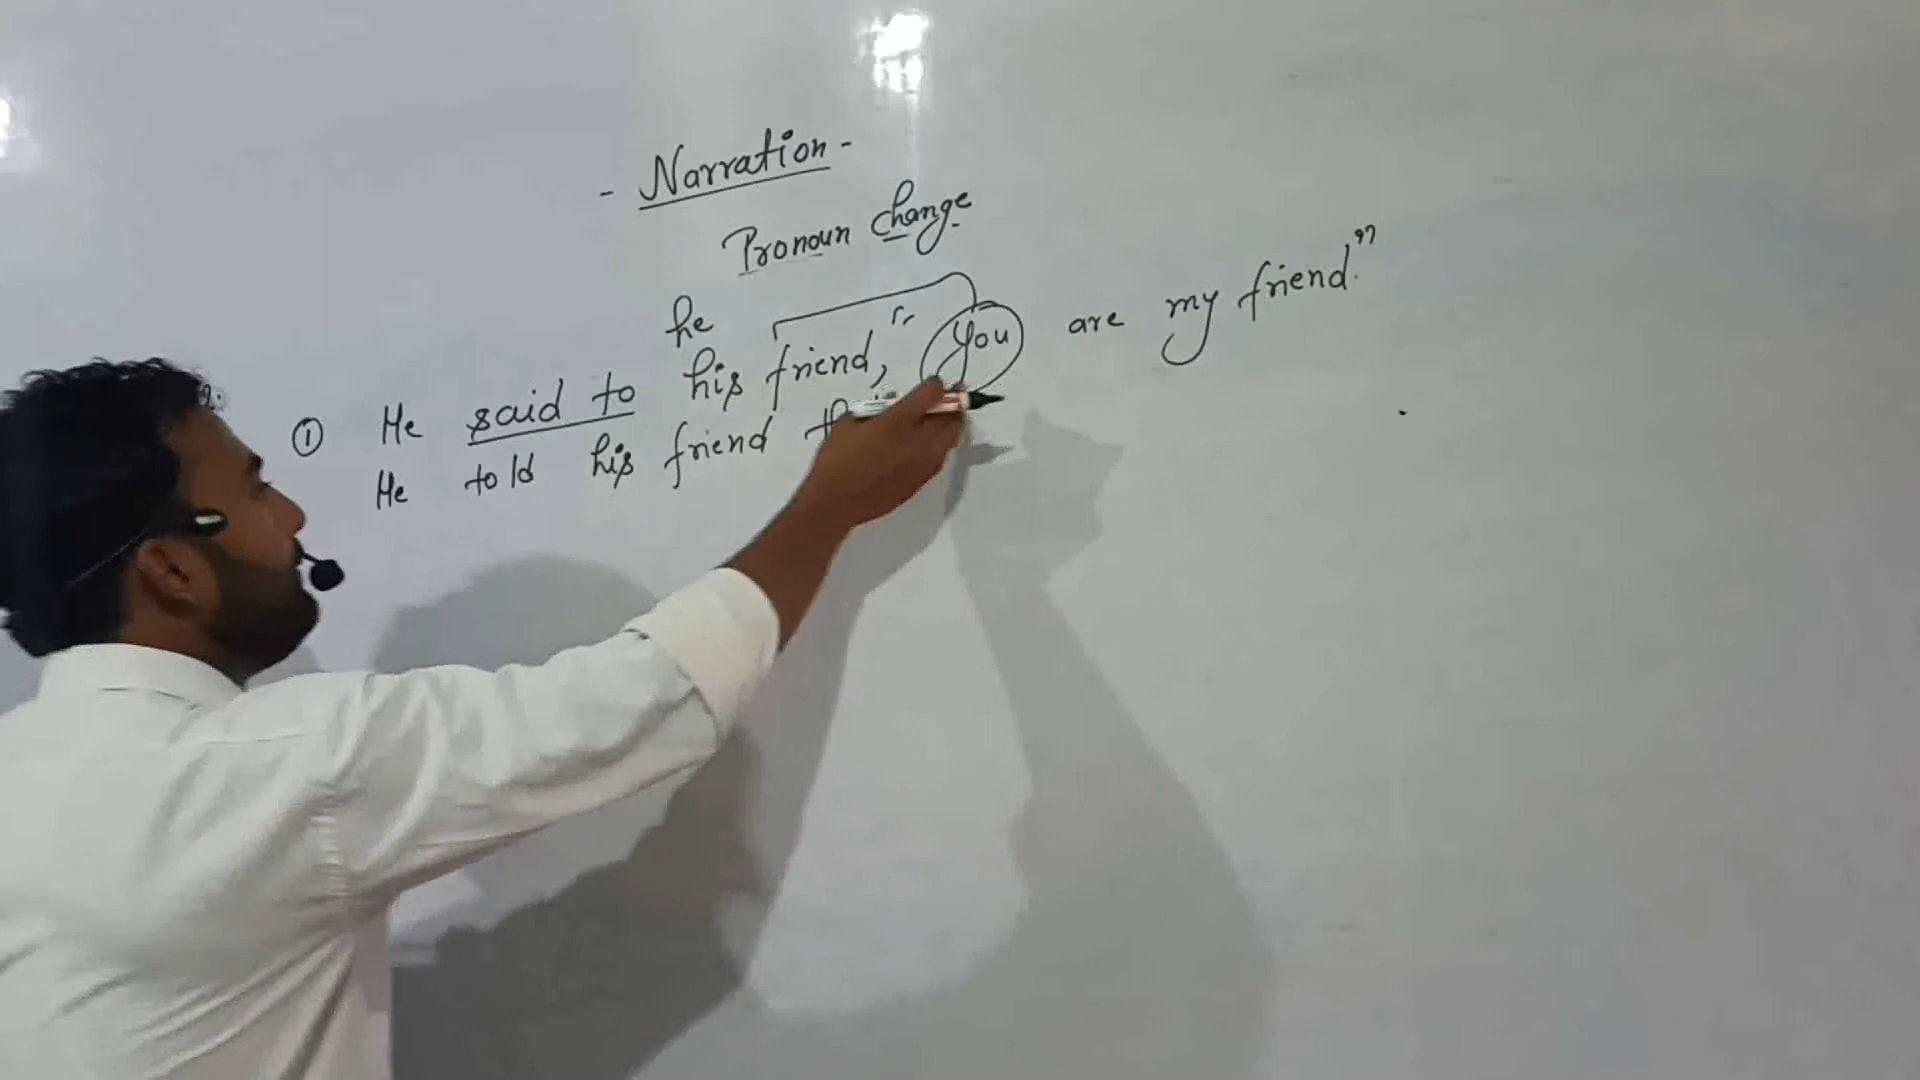 - Narration -
Pronoun change
he
① He said to his friend, "You are my friend."
He told his friend